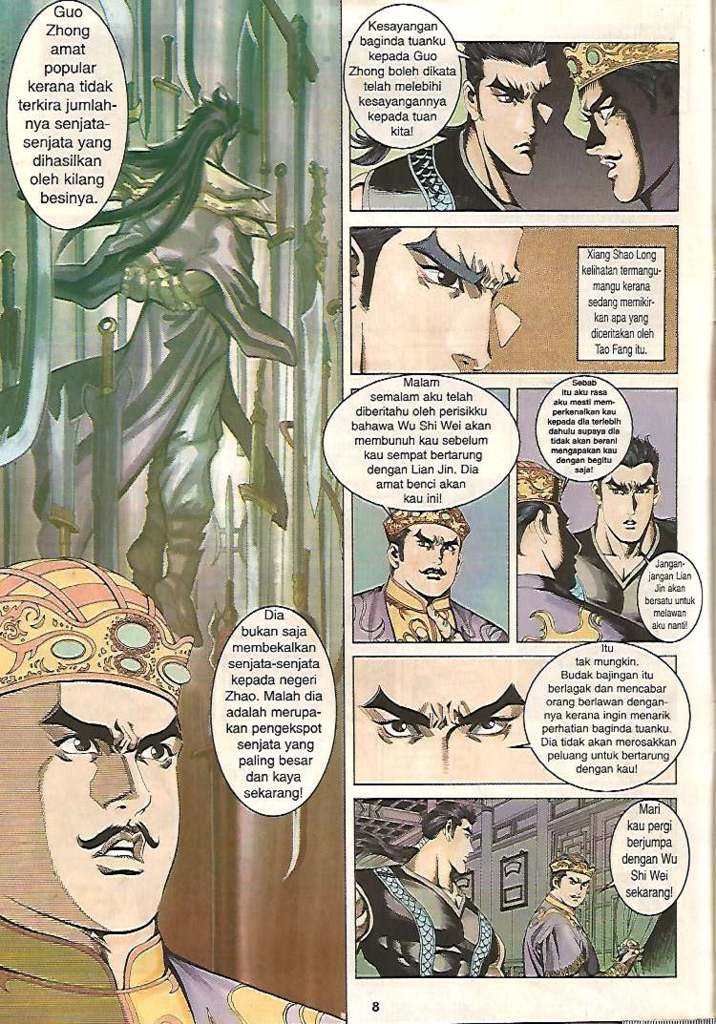 Guo
Zhong
amat
popular
kerana tidak
terkira jumlah-
nya senjata-
senjata yang
dihasilkan
oleh kilang
besinya.
Dia
bukan saja
membekalkan
senjata-senjata
kepada negeri
Zhao. Malah dia
adalah merupa-
kan pengekspot
senjata yang
paling besar
dan kaya
sekarang!
Kesayangan
baginda tuanku
kepada Guo
Zhong boleh dikata
telah melebihi
kesayangannya
kepada tuan
kita!
Xiang Shao Long
kelihatan termangu-
mangu kerana
sedang memikir-
kan apa yang
diceritakan oleh
Tao Fang itu.
Malam
semalam aku telah
diberitahu oleh perisikku
bahawa Wu Shi Wei akan
membunuh kau sebelum
kau sempat bertarung
dengan Lian Jin. Dia
amat benci akan
kau ini!
Sebab
itu aku rasa
aku mesti mem-
perkenalkan kau
kepada dia terlebih
dahulu supaya dia
tidak akan berani
mengapakan kau
dengan begitu
saja!
Jangan-
jangan Lian
Jin akan
bersatu untuk
melawan
aku nanti!
Itu
tak mungkin.
Budak bajingan itu
berlagak dan mencabar
orang berlawan dengan-
nya kerana ingin menarik
perhatian baginda tuanku.
Dia tidak akan merosakkan
peluang untuk bertarung
dengan kau!
Mari
kau pergi
berjumpa
dengan Wu
Shi Wei
sekarang!
8